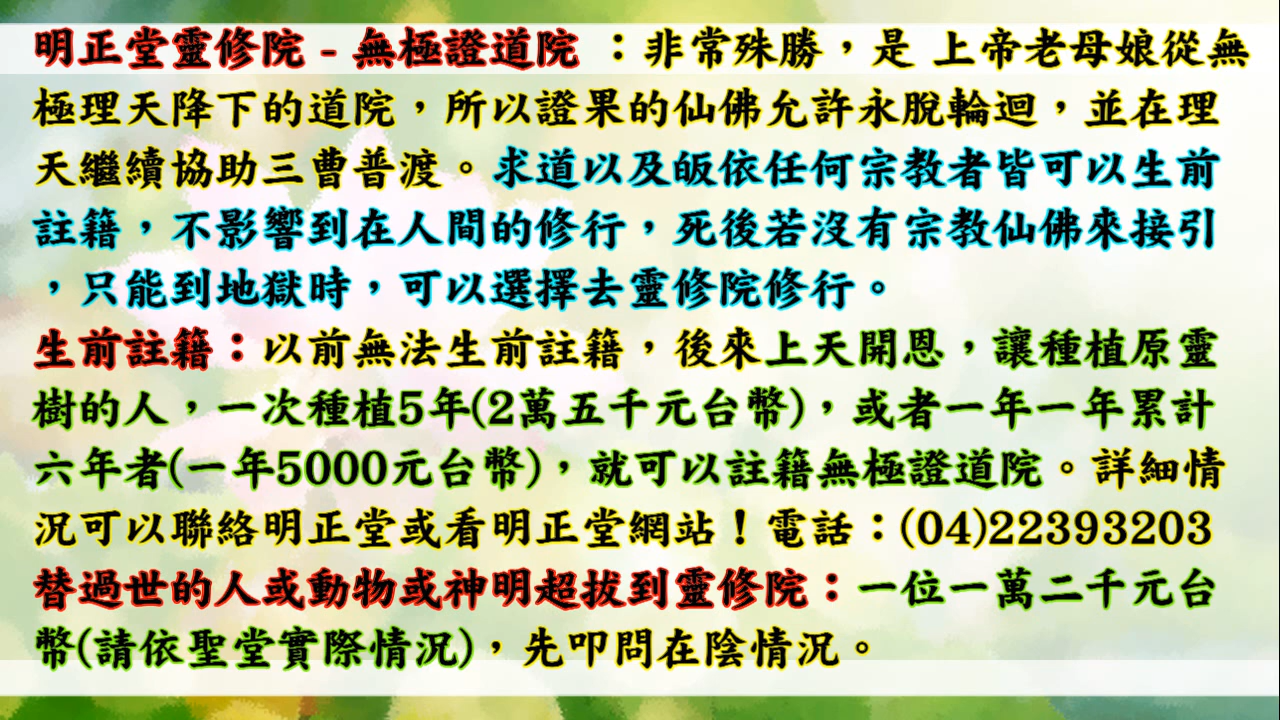 明正堂靈修院 - 無極證道院 ：非常殊勝，是 上帝老母娘從無
極理天降下的道院，所以證果的仙佛允許永脫輪迴，並在理
天繼續協助三曹普渡。求道以及皈依任何宗教者皆可以生前
註籍，不影響到在人間的修行，死後若沒有宗教仙佛來接引
，只能到地獄時，可以選擇去靈修院修行。
生前註籍：以前無法生前註籍，後來上天開恩，讓種植原靈
樹的人，一次種植5年(2萬五千元台幣)，或者一年一年累計
六年者(一年5000元台幣)，就可以註籍無極證道院。詳細情
況可以聯絡明正堂或看明正堂網站！電話：(04)22393203
替過世的人或動物或神明超拔到靈修院：一位一萬二千元台
幣(請依聖堂實際情況)，先叩問在陰情況。